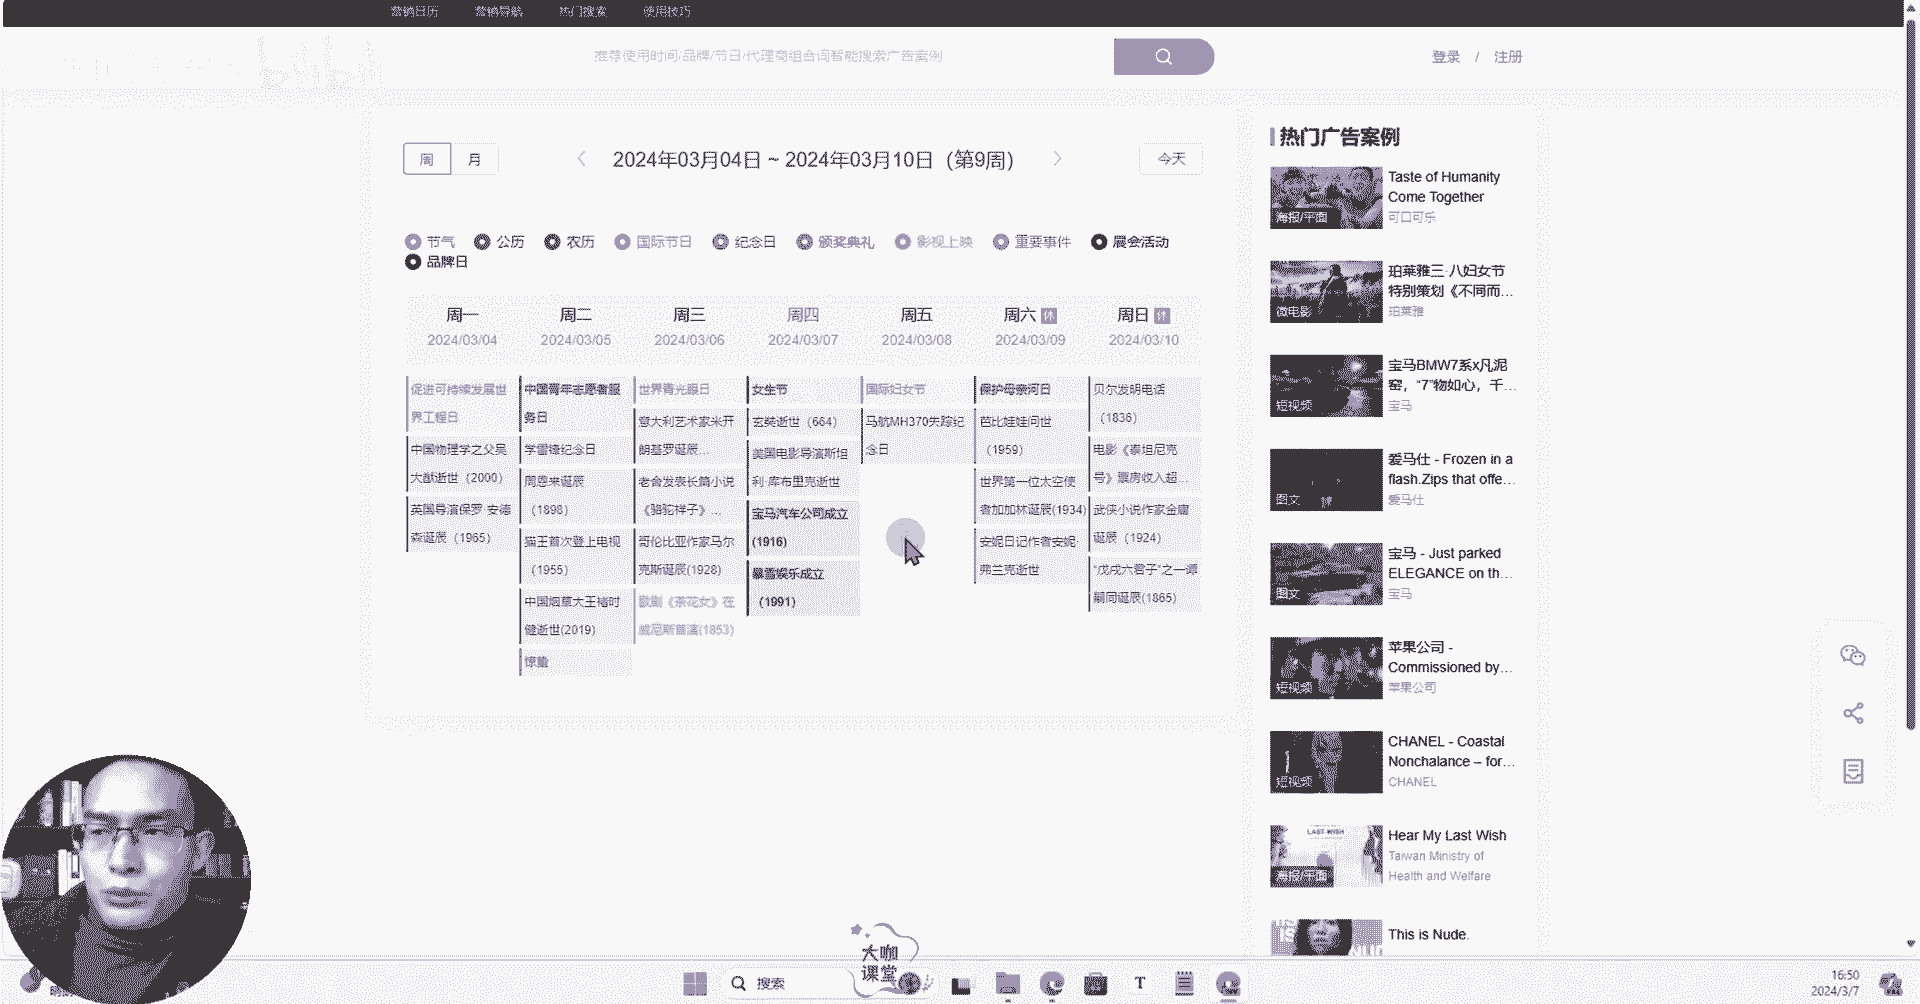 营销日历 营销导航 热门搜索 使用技巧
推荐使用时间/品牌/节日/代理商组合词智能搜索广告案例
登录 / 注册
周 月
2024年03月04日 ~ 2024年03月10日（第9周）
今天
节气 公历 农历 国际节日 纪念日 颁奖典礼 影视上映 重要事件 展会活动
品牌日
周一 周二 周三 周四 周五 周六 休 周日 休
2024/03/04 2024/03/05 2024/03/06 2024/03/07 2024/03/08 2024/03/09 2024/03/10
促进可持续发展世
界工程日
中国物理学之父吴
大猷逝世（2000）
英国导演保罗·安德
森诞辰（1965）
中国青年志愿者服
务日
学雷锋纪念日
周恩来诞辰
（1898）
猫王首次登上电视
（1955）
中国烟草大王褚时
健逝世(2019)
惊蛰
世界青光眼日
意大利艺术家米开
朗基罗诞辰...
老舍发表长篇小说
《骆驼祥子》...
哥伦比亚作家马尔
克斯诞辰(1928)
歌剧《茶花女》在
威尼斯首演(1853)
女生节
玄奘逝世（664）
美国电影导演斯坦
利·库布里克逝世
宝马汽车公司成立
(1916)
暴雪娱乐成立
（1991）
国际妇女节
马航MH370失踪纪
念日
保护母亲河日
芭比娃娃问世
（1959）
世界第一位太空使
者加加林诞辰(1934)
安妮日记作者安妮·
弗兰克逝世
贝尔发明电话
（1836）
电影《泰坦尼克
号》票房收入超...
武侠小说作家金庸
诞辰（1924）
“戊戌六君子”之一谭
嗣同诞辰(1865)
热门广告案例
海报/平面
Taste of Humanity
Come Together
可口可乐
微电影
珀莱雅三·八妇女节
特别策划《不同而...
珀莱雅
短视频
宝马BMW7系x凡泥
窑，“7”物如心，千...
宝马
图文
爱马仕 - Frozen in a
flash.Zips that offe...
爱马仕
图文
宝马 - Just parked
ELEGANCE on th...
宝马
短视频
苹果公司 -
Commissioned by...
苹果公司
短视频
CHANEL - Coastal
Nonchalance – for...
CHANEL
LAST WISH
海报/平面
Hear My Last Wish
Taiwan Ministry of
Health and Welfare
This is Nude.
大咖
课堂
搜索
T
16:50
2024/3/7